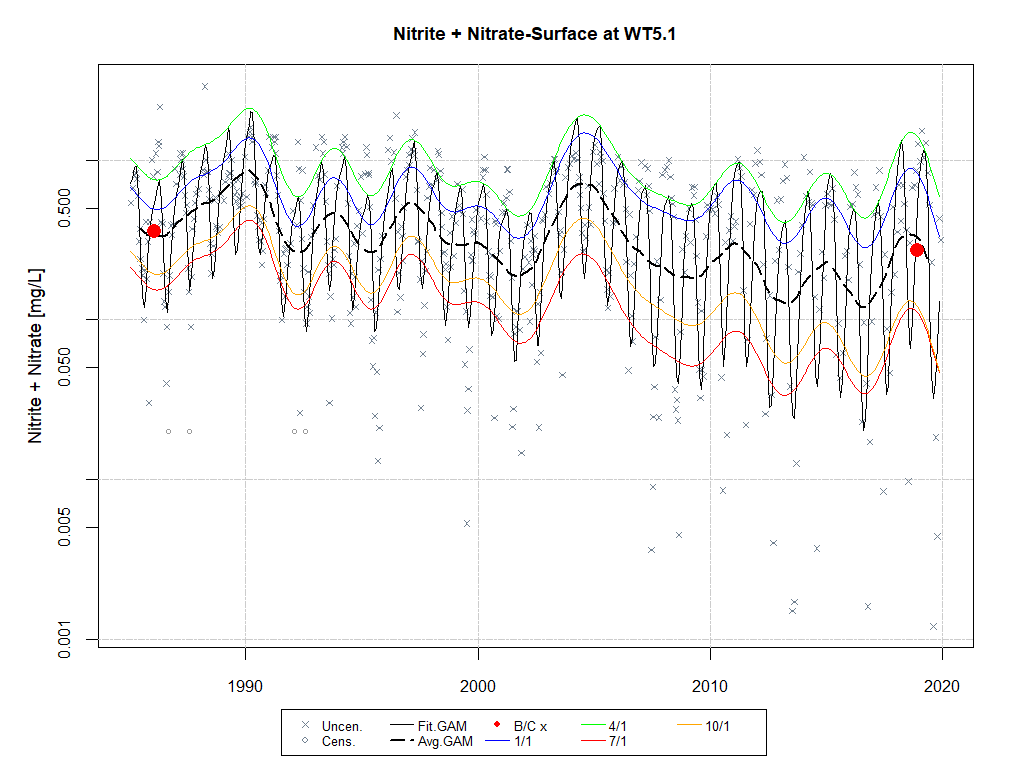 Nitrite + Nitrate-Surface at WT5.1
Nitrite + Nitrate [mg/L]
0.500
0.050
0.005
0.001
1990 2000 2010 2020
Uncen. Fit.GAM B/C x 4/1 10/1
Cens. Avg.GAM 1/1 7/1